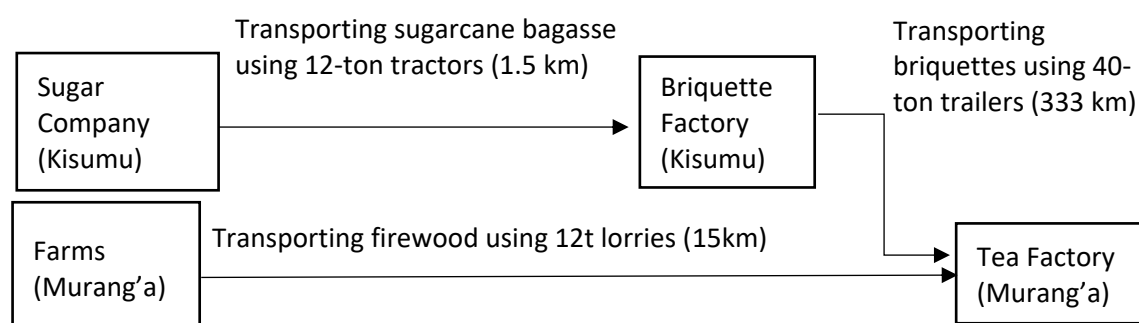 Transporting sugarcane bagasse
using 12-ton tractors (1.5 km)
Transporting
briquettes using 40-
ton trailers (333 km)
Sugar
Company
(Kisumu)
Briquette
Factory
(Kisumu)
Farms
(Murang’a)
Transporting firewood using 12t lorries (15km)
Tea Factory
(Murang’a)